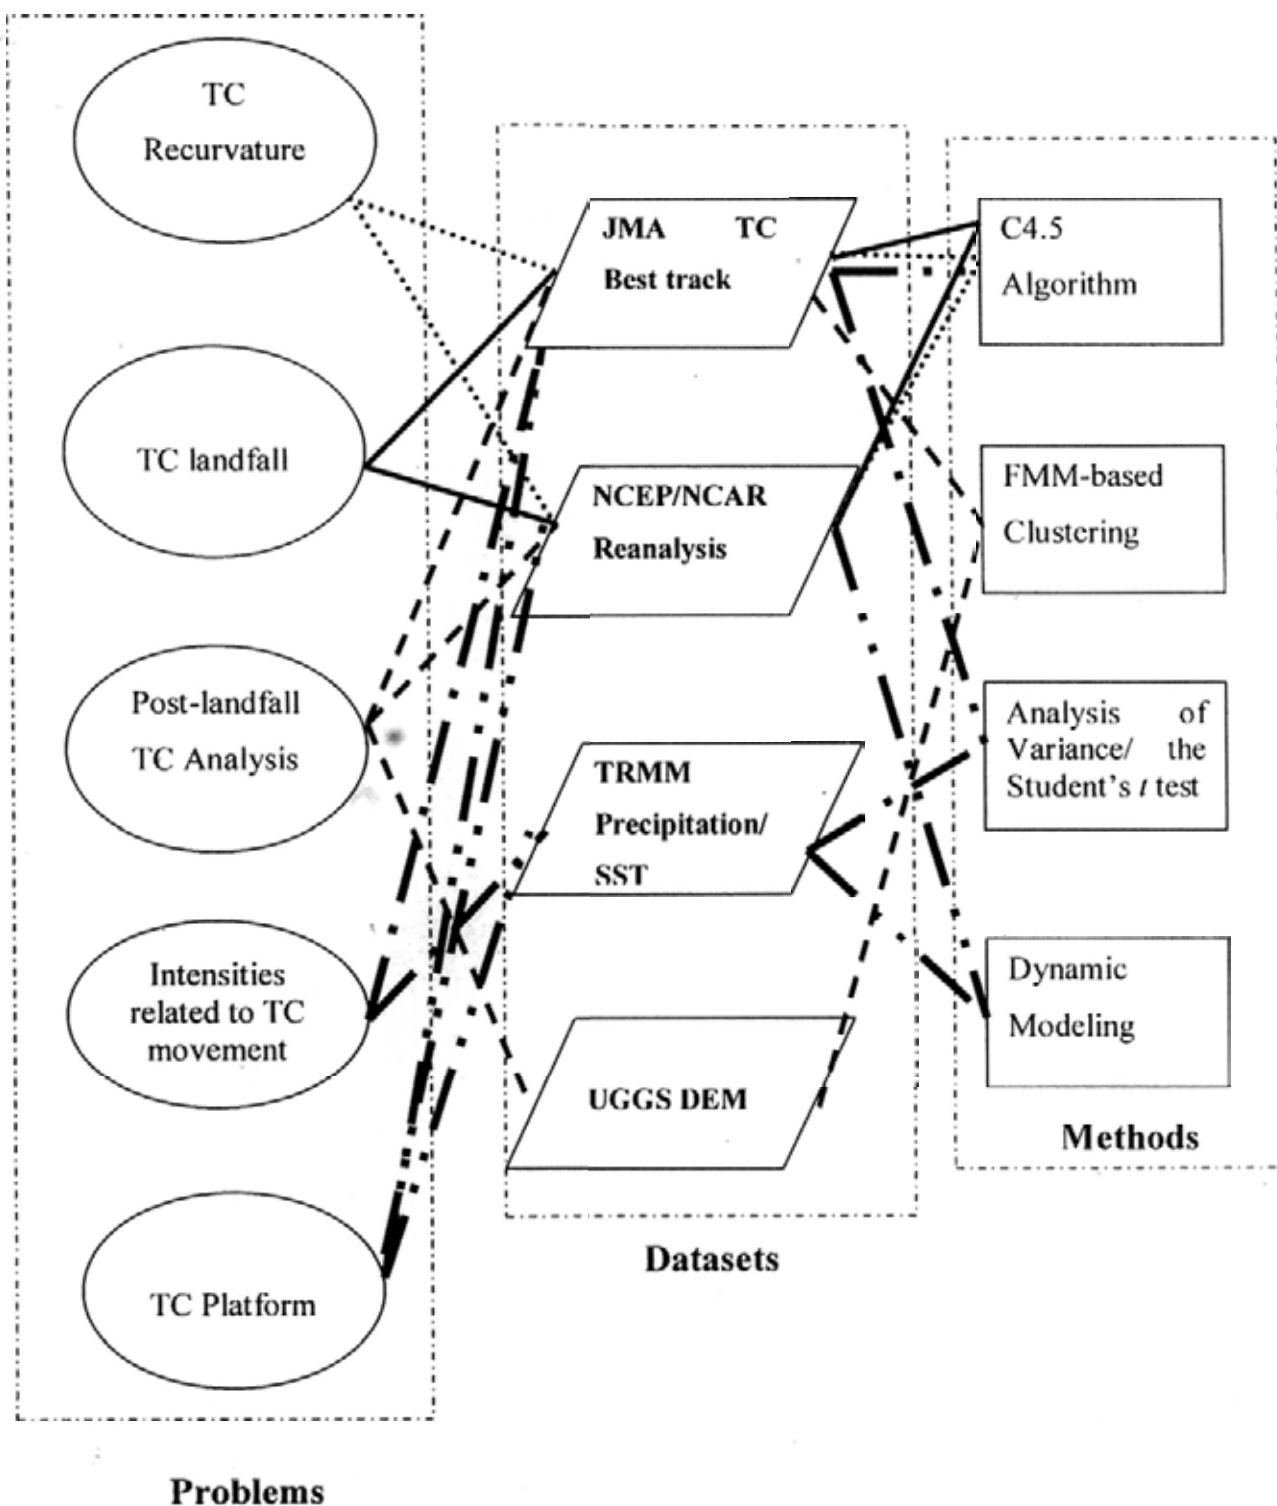 TC
Recurvature
TC landfall
Post-landfall
TC Analysis
Intensities
related to TC
movement
TC Platform
Problems
JMA TC
Best track
NCEP/NCAR
Reanalysis
TRMM
Precipitation/
SST
UGGS DEM
Datasets
C4.5
Algorithm
FMM-based
Clustering
Analysis of
Variance/ the
Student's t test
Dynamic
Modeling
Methods